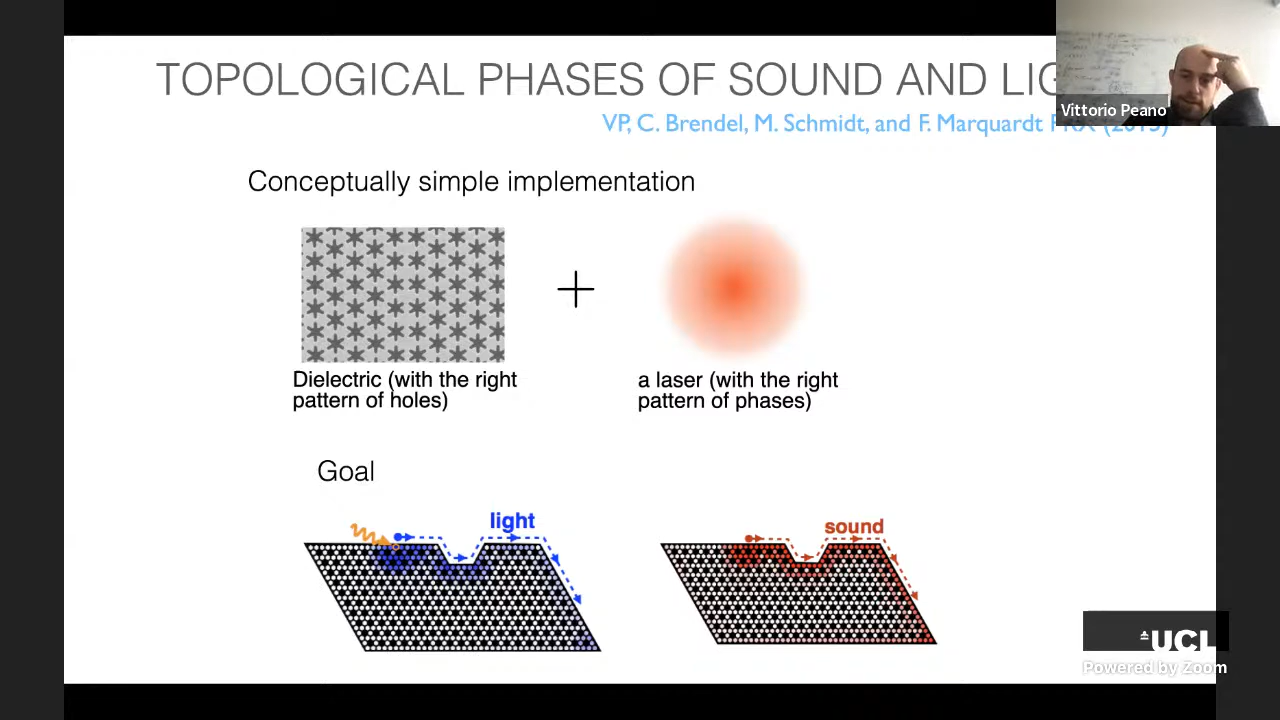 TOPOLOGICAL PHASES OF SOUND AND
Vittorio Peano
VP, C. Brendel, M. Schmidt, and F. Marquardt
Conceptually simple implementation
Dielectric (with the right
pattern of holes)
a laser (with the right
pattern of phases)
Goal
light
sound
UCL
Powered by Zoom